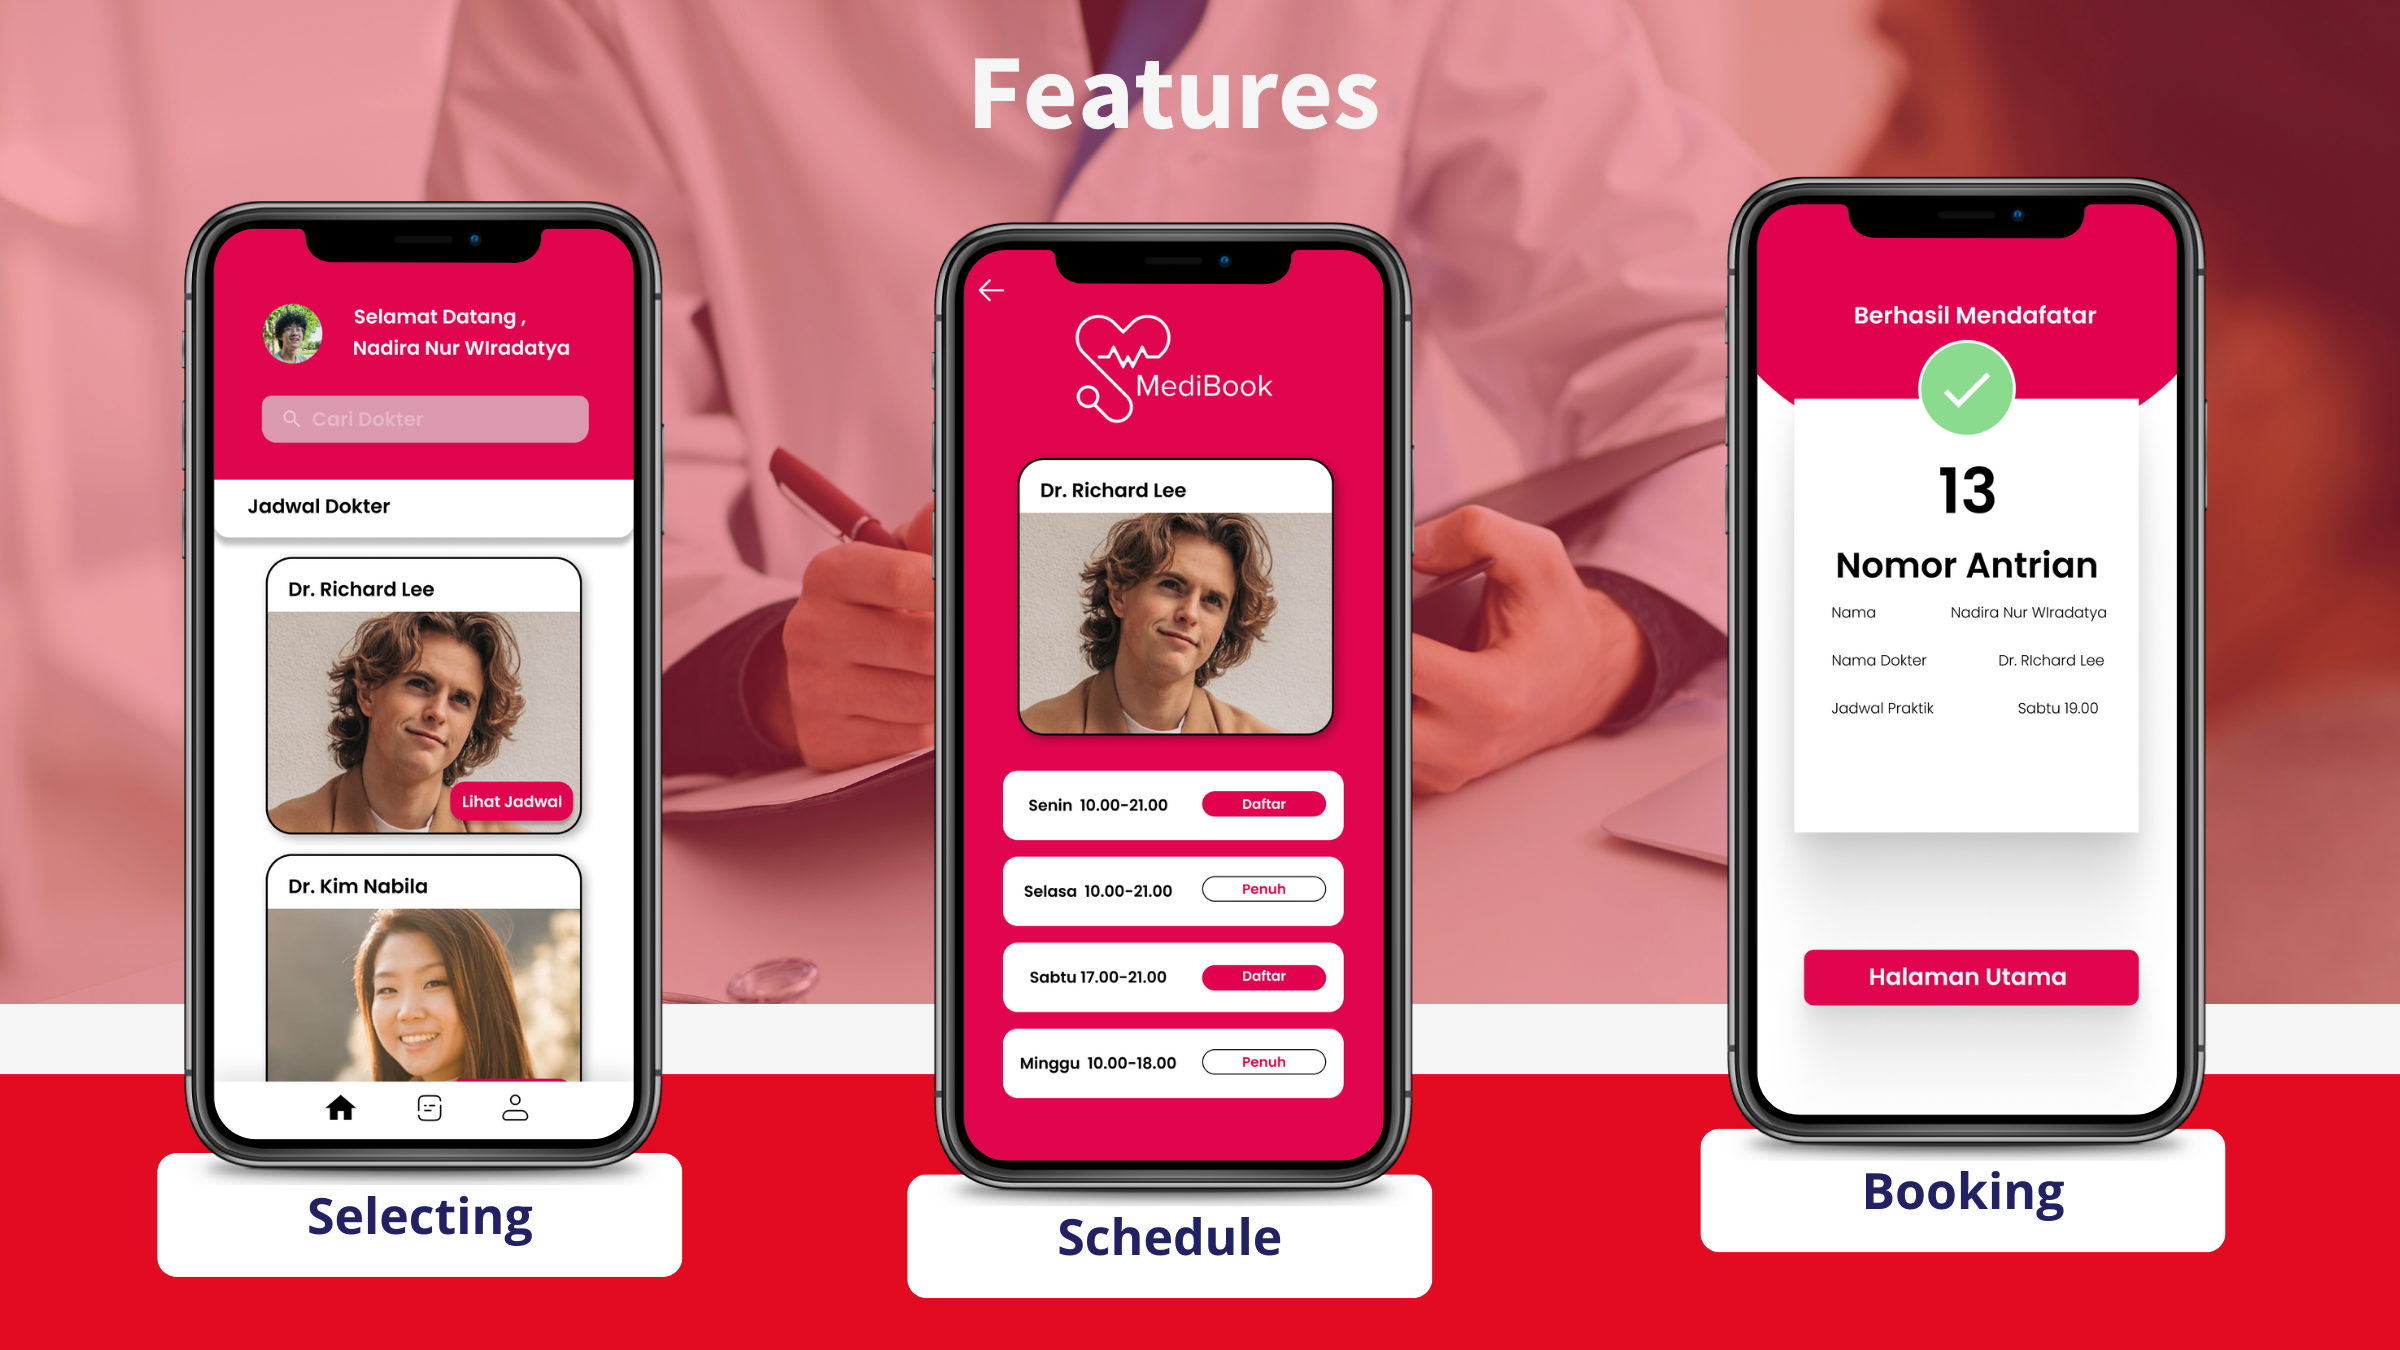 Features
Selamat Datang ,
Nadira Nur WIradatya
Cari Dokter
Jadwal Dokter
Dr. Richard Lee
Lihat Jadwal
Dr. Kim Nabila
Selecting
MediBook
Dr. Richard Lee
Senin 10.00-21.00 Daftar
Selasa 10.00-21.00 Penuh
Sabtu 17.00-21.00 Daftar
Minggu 10.00-18.00 Penuh
Schedule
Berhasil Mendafatar
13
Nomor Antrian
Nama Nadira Nur WIradatya
Nama Dokter Dr. RIchard Lee
Jadwal Praktik Sabtu 19.00
Halaman Utama
Booking